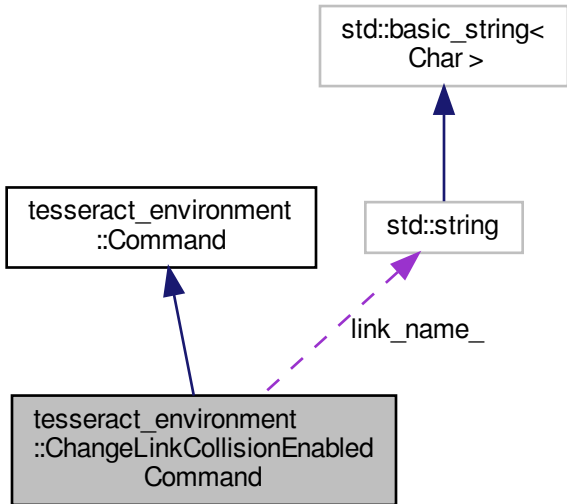 std::basic_string<
Char >
tesseract_environment
::Command
std::string
link_name_
tesseract_environment
::ChangeLinkCollisionEnabled
Command